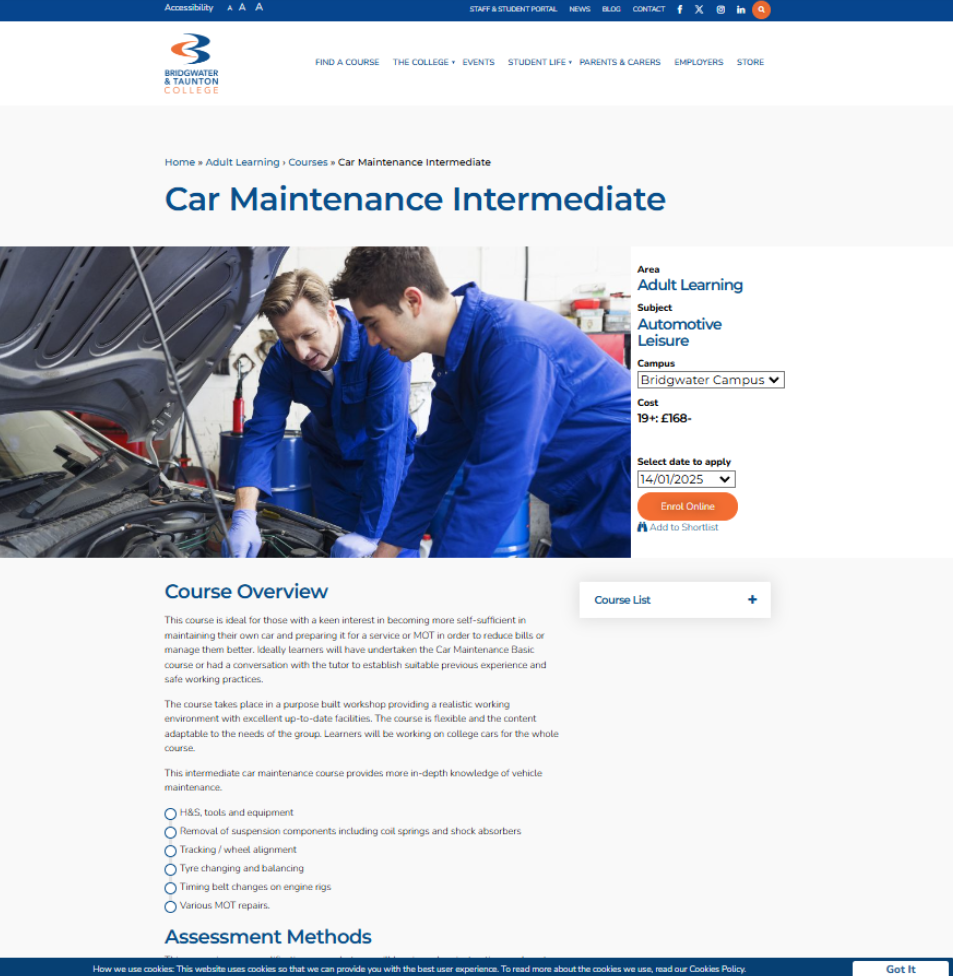 Accessibility A A A
STAFF & STUDENT PORTAL NEWS BLOG CONTACT
BRIDGWATER
& TAUNTON
COLLEGE
FIND A COURSE THE COLLEGE EVENTS STUDENT LIFE PARENTS & CARERS EMPLOYERS STORE
Home » Adult Learning › Courses » Car Maintenance Intermediate
Car Maintenance Intermediate
Area
Adult Learning
Subject
Automotive
Leisure
Campus
Bridgwater Campus
Cost
19+: £168-
Select date to apply
14/01/2025
Enrol Online
Add to Shortlist
Course Overview
This course is ideal for those with a keen interest in becoming more self-sufficient in
maintaining their own car and preparing it for a service or MOT in order to reduce bills or
manage them better. Ideally learners will have undertaken the Car Maintenance Basic
course or had a conversation with the tutor to establish suitable previous experience and
safe working practices.
The course takes place in a purpose built workshop providing a realistic working
environment with excellent up-to-date facilities. The course is flexible and the content
adaptable to the needs of the group. Learners will be working on college cars for the whole
course.
This intermediate car maintenance course provides more in-depth knowledge of vehicle
maintenance.
H&S, tools and equipment
Removal of suspension components including coil springs and shock absorbers
Tracking / wheel alignment
Tyre changing and balancing
Timing belt changes on engine rigs
Various MOT repairs.
Course List +
Assessment Methods
How we use cookies: This website uses cookies so that we can provide you with the best user experience. To read more about the cookies we use, read our Cookies Policy.
Got It